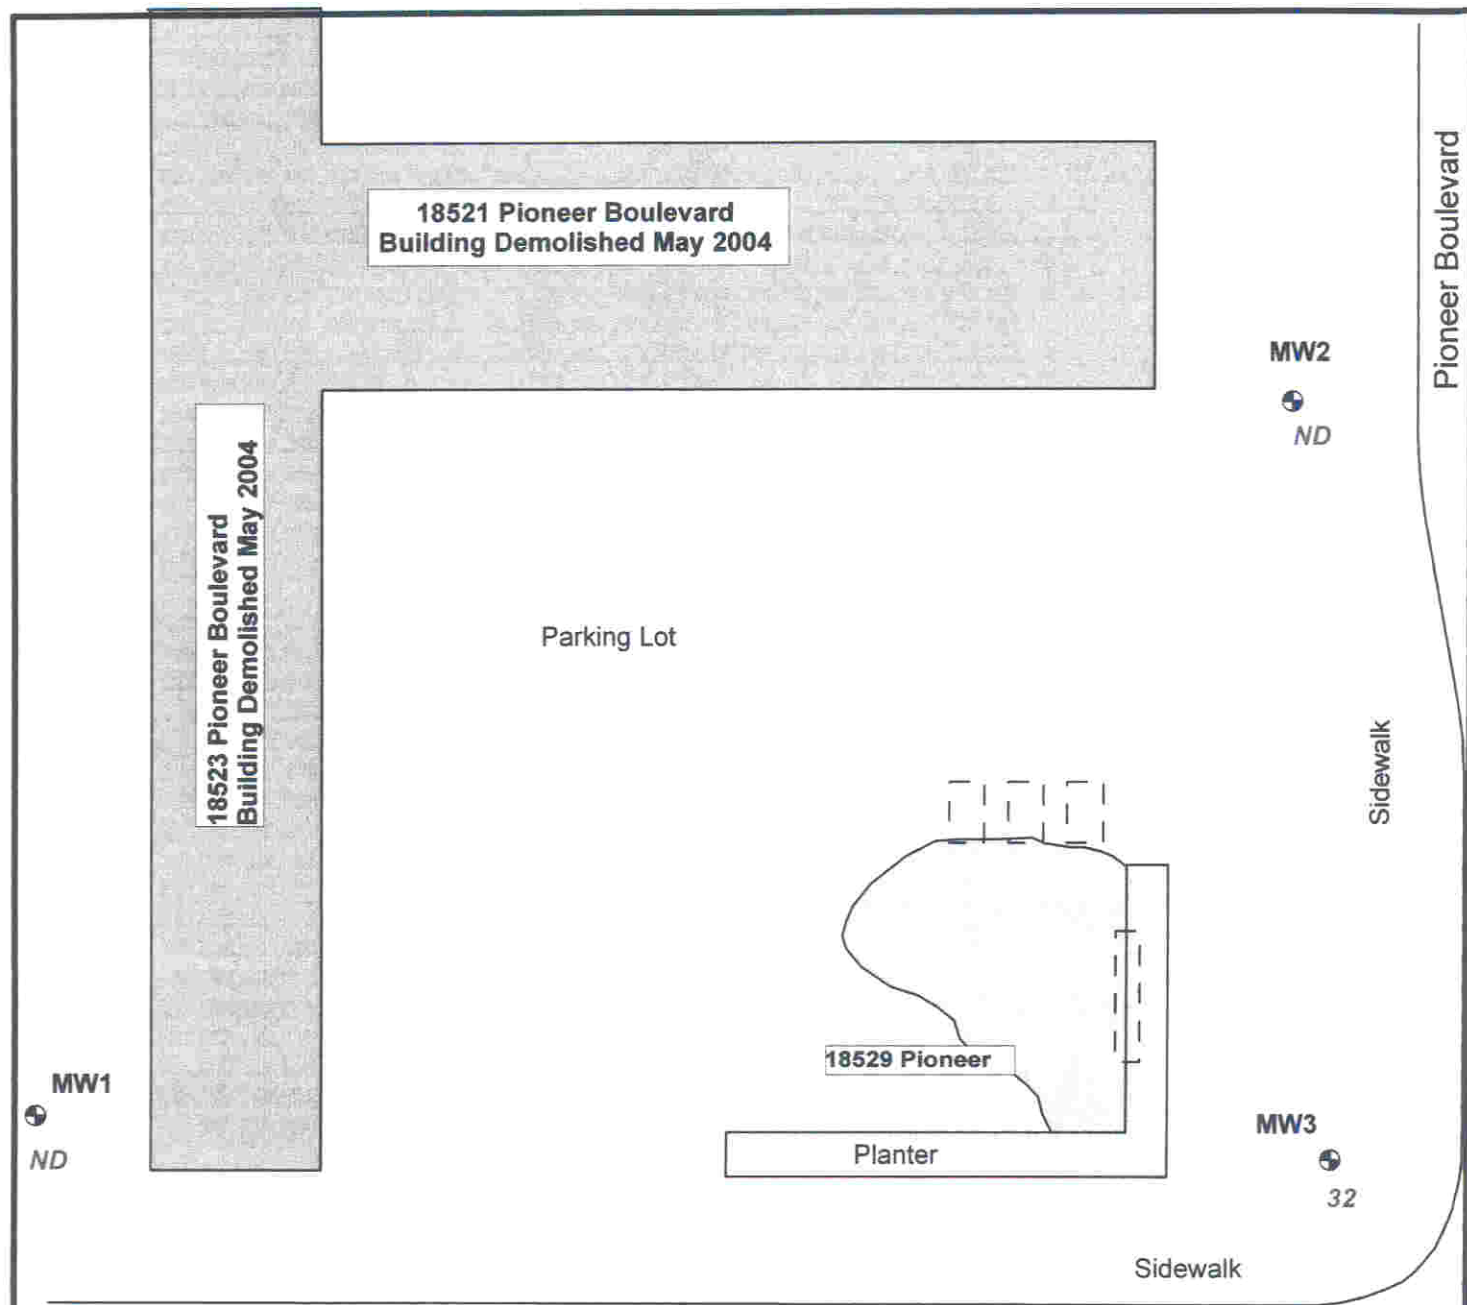 18521 Pioneer Boulevard
Building Demolished May 2004
Pioneer Boulevard
MW2
ND
18523 Pioneer Boulevard
Building Demolished May 2004
Parking Lot
Sidewalk
18529 Pioneer
MW1
ND
Planter
MW3
32
Sidewalk